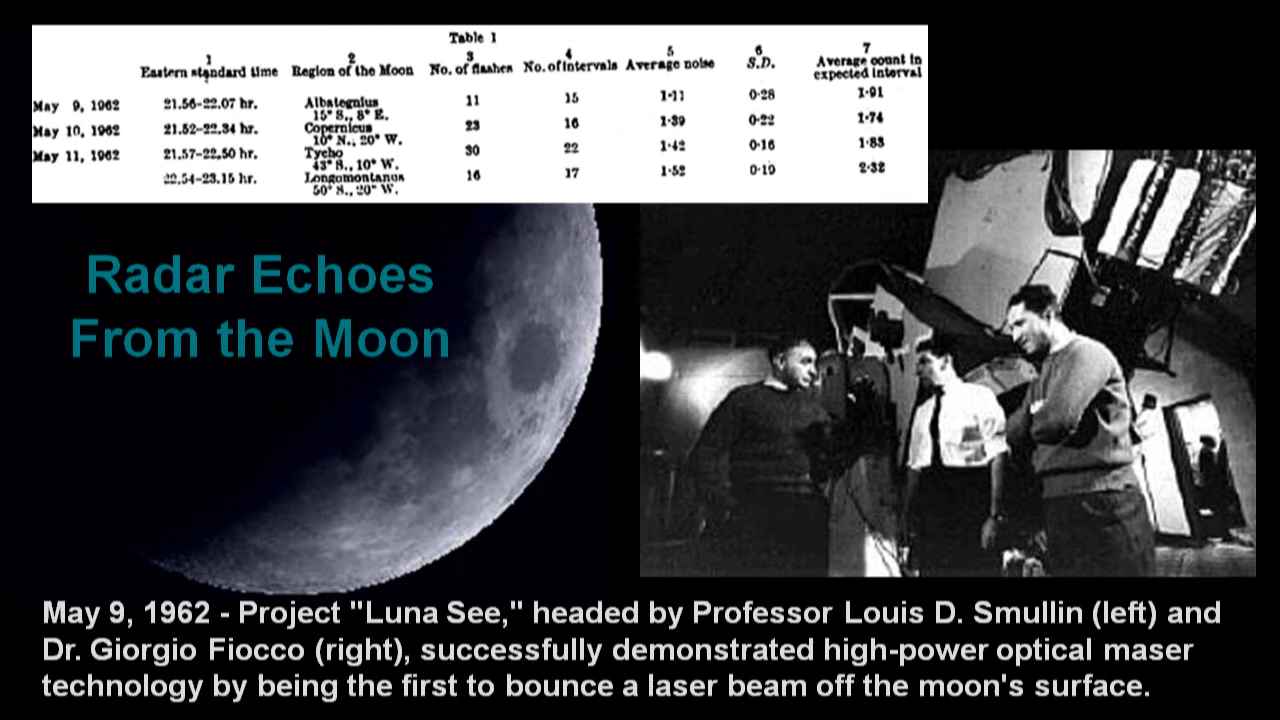 Table 1
1 2 3 4 5 6 7
Eastern standard time Region of the Moon No. of flashes No. of intervals Average noise S.D. Average count in
expected interval
May 9, 1962 21.56-22.07 hr. Albategnius 11 15 1·11 0·28 1·91
15° S., 8° E.
May 10, 1962 21.52-22.34 hr. Copernicus 23 16 1·39 0·22 1·74
10° N., 20° W.
May 11, 1962 21.57-22.50 hr. Tycho 30 22 1·42 0·16 1·83
43° S., 10° W.
22.54-23.15 hr. Longomontanus 16 17 1·52 0·19 2·32
50° S., 20° W.
Radar Echoes
From the Moon
May 9, 1962 - Project "Luna See," headed by Professor Louis D. Smullin (left) and
Dr. Giorgio Fiocco (right), successfully demonstrated high-power optical maser
technology by being the first to bounce a laser beam off the moon's surface.